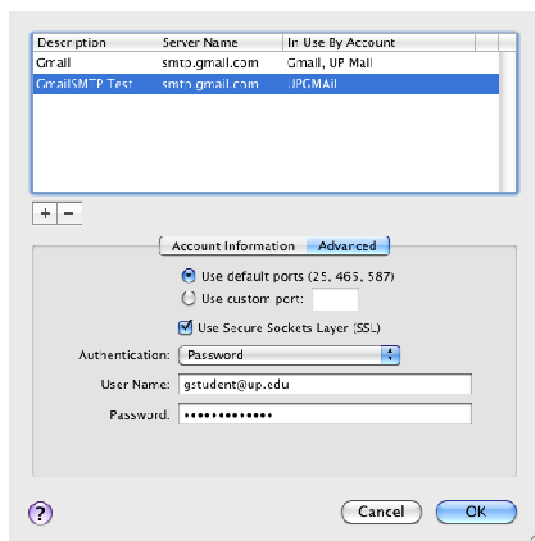 Description Server Name In Use By Account
Gmail smtp.gmail.com Gmail, UP Mail
GmailSMTP Test smtp.gmail.com UPGMAil
+ −
Account Information Advanced
Use default ports (25, 465, 587)
Use custom port:
Use Secure Sockets Layer (SSL)
Authentication: Password
User Name: gstudent@up.edu
Password: •••••••••••••
? Cancel OK